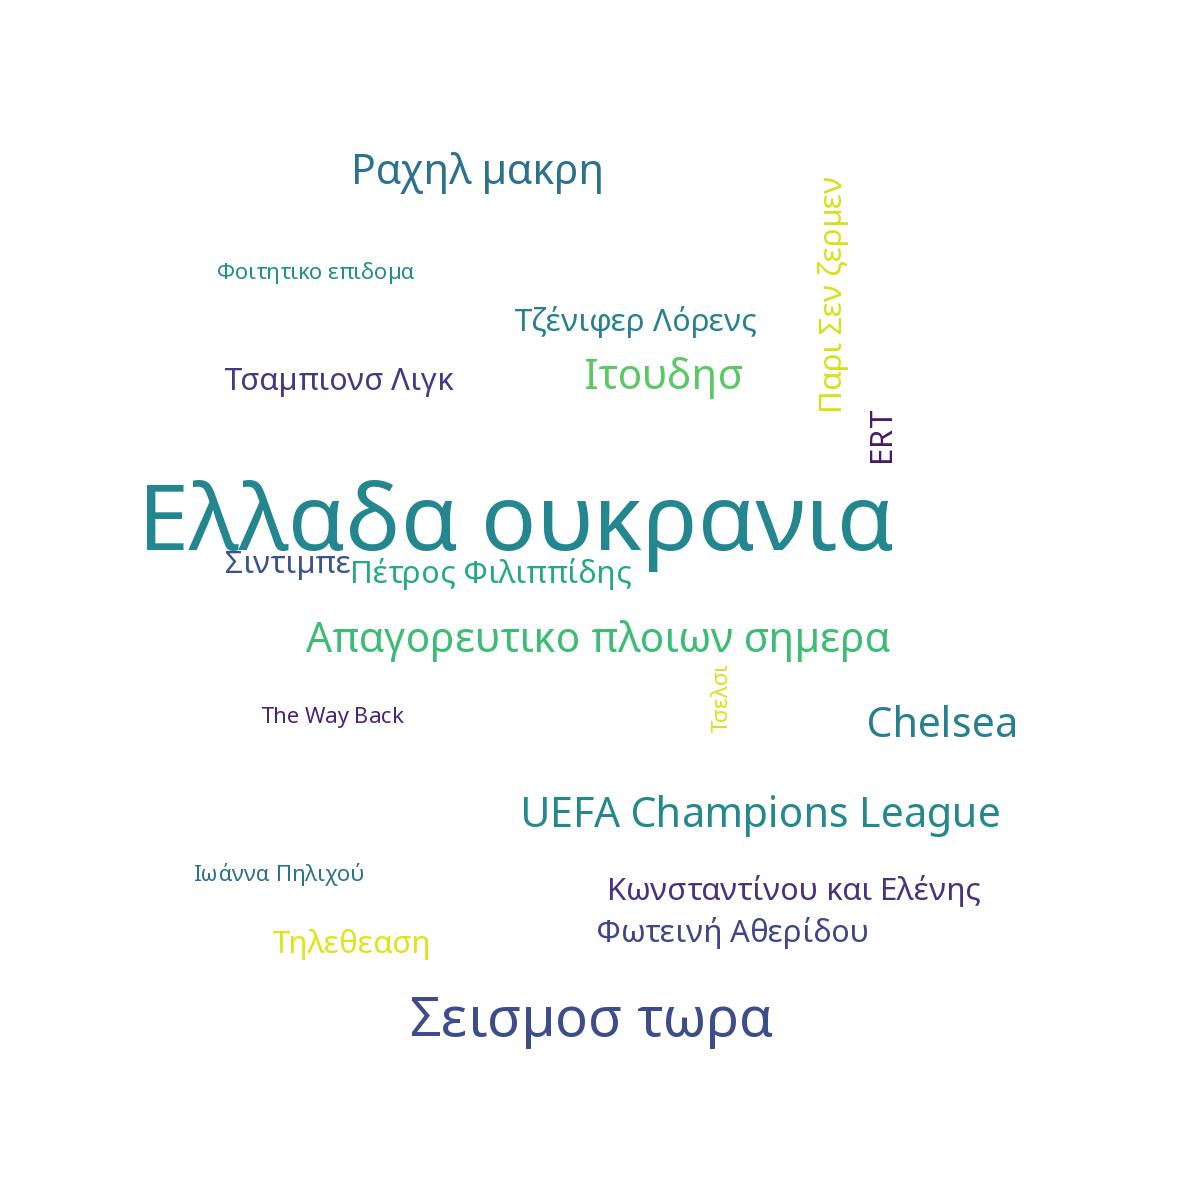 Ραχηλ μακρη
Παρι Σεν ζερμεν
Φοιτητικο επιδομα
Τζένιφερ Λόρενς
Ιτουδησ
Τσαμπιονσ Λιγκ
ERT
Ελλαδα ουκρανια
Σιντιμπε
Πέτρος Φιλιππίδης
Απαγορευτικο πλοιων σημερα
Τσελσι
The Way Back
Chelsea
UEFA Champions League
Ιωάννα Πηλιχού
Κωνσταντίνου και Ελένης
Φωτεινή Αθερίδου
Τηλεθεαση
Σεισμοσ τωρα